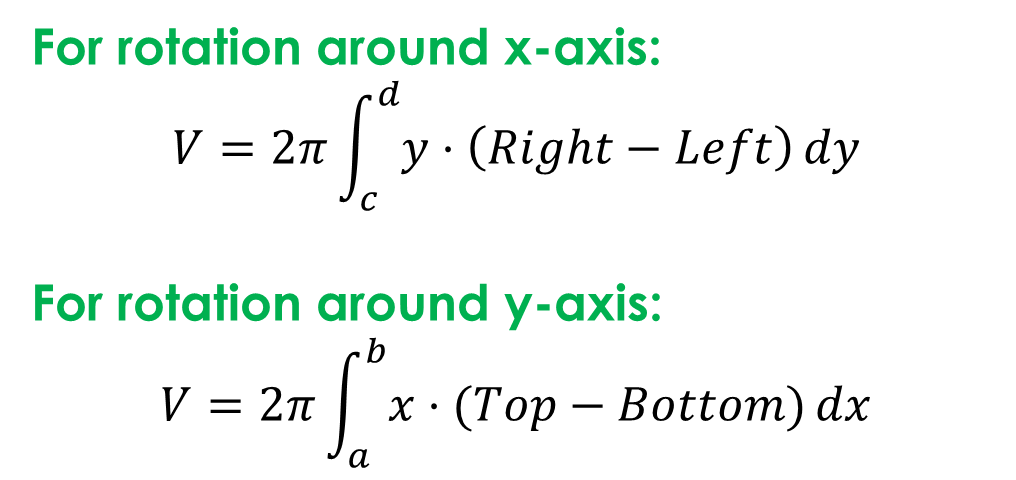 For rotation around x-axis:
V = 2π ∫_c^d y · (Right − Left) dy
For rotation around y-axis:
V = 2π ∫_a^b x · (Top − Bottom) dx